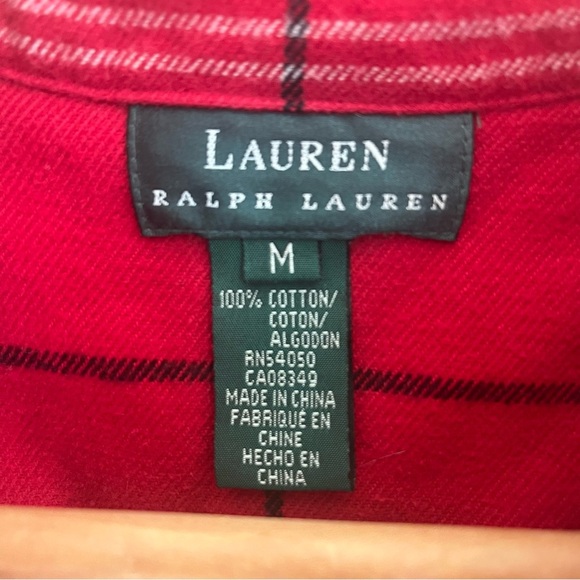 LAUREN
RALPH LAUREN
M
100% COTTON/
COTON/
ALGODON
RN54050
CA08349
MADE IN CHINA
FABRIQUÉ EN
CHINE
HECHO EN
CHINA